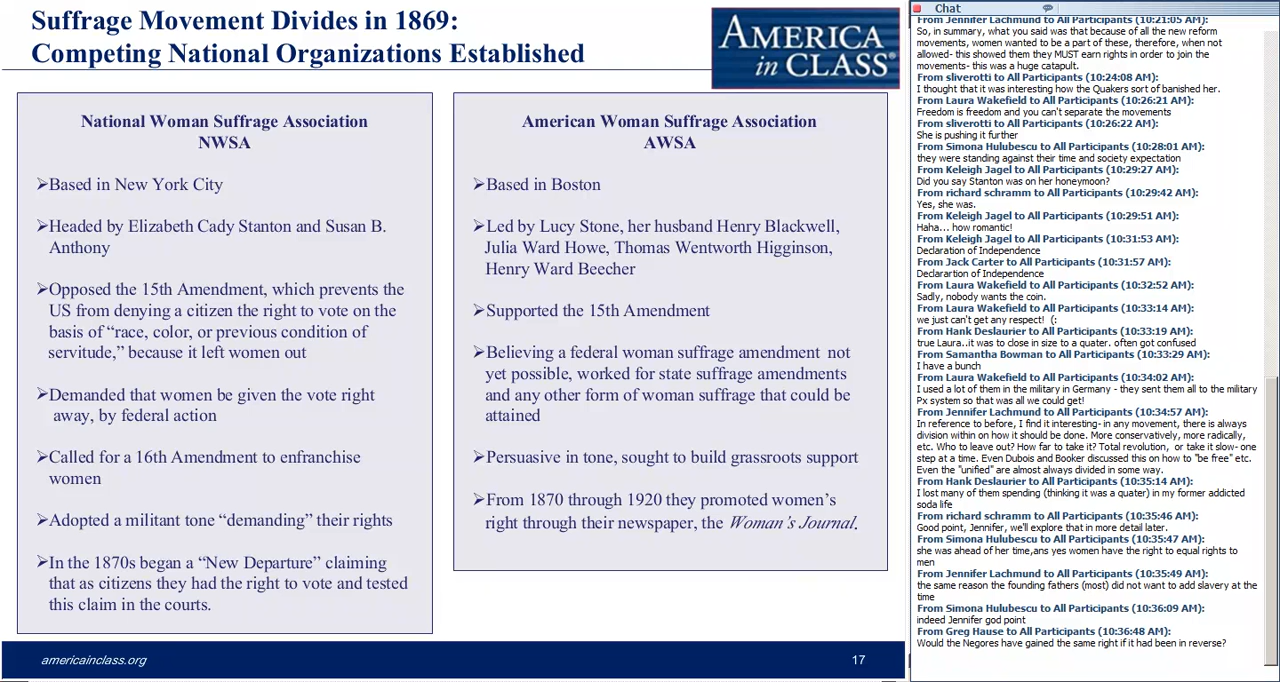 Suffrage Movement Divides in 1869:
Competing National Organizations Established
AMERICA
in CLASS®
National Woman Suffrage Association
NWSA
➢Based in New York City
➢Headed by Elizabeth Cady Stanton and Susan B.
Anthony
➢Opposed the 15th Amendment, which prevents the
US from denying a citizen the right to vote on the
basis of “race, color, or previous condition of
servitude,” because it left women out
➢Demanded that women be given the vote right
away, by federal action
➢Called for a 16th Amendment to enfranchise
women
➢Adopted a militant tone “demanding” their rights
➢In the 1870s began a “New Departure” claiming
that as citizens they had the right to vote and tested
this claim in the courts.
American Woman Suffrage Association
AWSA
➢Based in Boston
➢Led by Lucy Stone, her husband Henry Blackwell,
Julia Ward Howe, Thomas Wentworth Higginson,
Henry Ward Beecher
➢Supported the 15th Amendment
➢Believing a federal woman suffrage amendment not
yet possible, worked for state suffrage amendments
and any other form of woman suffrage that could be
attained
➢Persuasive in tone, sought to build grassroots support
➢From 1870 through 1920 they promoted women’s
right through their newspaper, the Woman’s Journal.
americainclass.org
17
Chat
From Jennifer Lachmund to All Participants (10:21:05 AM):
So, in summary, what you said was that because of all the new reform
movements, women wanted to be a part of these, therefore, when not
allowed- this showed them they MUST earn rights in order to join the
movements- this was a huge catapult.
From sliverotti to All Participants (10:24:08 AM):
I thought that it was interesting how the Quakers sort of banished her.
From Laura Wakefield to All Participants (10:26:21 AM):
Freedom is freedom and you can't separate the movements
From sliverotti to All Participants (10:26:22 AM):
She is pushing it further
From Simona Hulubescu to All Participants (10:28:01 AM):
they were standing against their time and society expectation
From Keleigh Jagel to All Participants (10:29:27 AM):
Did you say Stanton was on her honeymoon?
From richard schramm to All Participants (10:29:42 AM):
Yes, she was.
From Keleigh Jagel to All Participants (10:29:51 AM):
Haha... how romantic!
From Keleigh Jagel to All Participants (10:31:53 AM):
Declaration of Independence
From Jack Carter to All Participants (10:31:57 AM):
Declarartion of Independence
From Laura Wakefield to All Participants (10:32:52 AM):
Sadly, nobody wants the coin.
From Laura Wakefield to All Participants (10:33:14 AM):
we just can't get any respect! (:
From Hank Deslaurier to All Participants (10:33:19 AM):
true Laura..it was to close in size to a quater. often got confused
From Samantha Bowman to All Participants (10:33:29 AM):
I have a bunch
From Laura Wakefield to All Participants (10:34:02 AM):
I used a lot of them in the military in Germany - they sent them all to the military
Px system so that was all we could get!
From Jennifer Lachmund to All Participants (10:34:57 AM):
In reference to before, I find it interesting- in any movement, there is always
division within on how it should be done. More conservatively, more radically,
etc. Who to leave out? How far to take it? Total revolution, or take it slow- one
step at a time. Even Dubois and Booker discussed this on how to "be free" etc.
Even the "unified" are almost always divided in some way.
From Hank Deslaurier to All Participants (10:35:14 AM):
I lost many of them spending (thinking it was a quater) in my former addicted
soda life
From richard schramm to All Participants (10:35:46 AM):
Good point, Jennifer, we'll explore that in more detail later.
From Simona Hulubescu to All Participants (10:35:47 AM):
she was ahead of her time,ans yes women have the right to equal rights to
men
From Jennifer Lachmund to All Participants (10:35:49 AM):
the same reason the founding fathers (most) did not want to add slavery at the
time
From Simona Hulubescu to All Participants (10:36:09 AM):
indeed Jennifer god point
From Greg Hause to All Participants (10:36:48 AM):
Would the Negores have gained the same right if it had been in reverse?